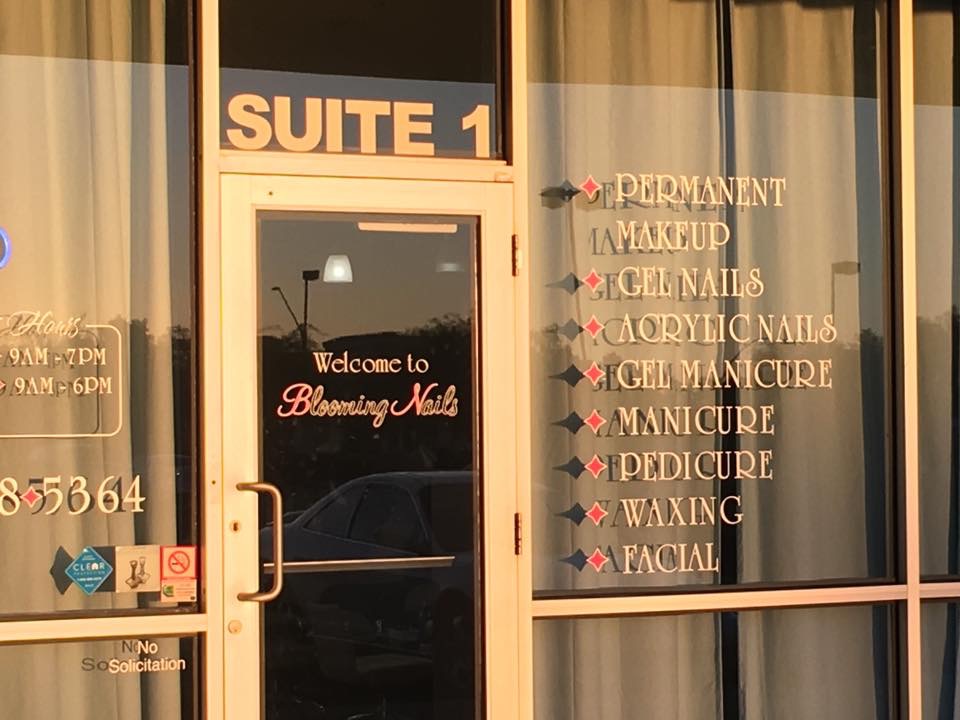 SUITE 1
Hours
9AM - 7PM
9AM - 6PM
8 5364
CLEAR
No
Solicitation
Welcome to
Blooming Nails
PERMANENT
MAKEUP
GEL NAILS
ACRYLIC NAILS
GEL MANICURE
MANICURE
PEDICURE
WAXING
FACIAL